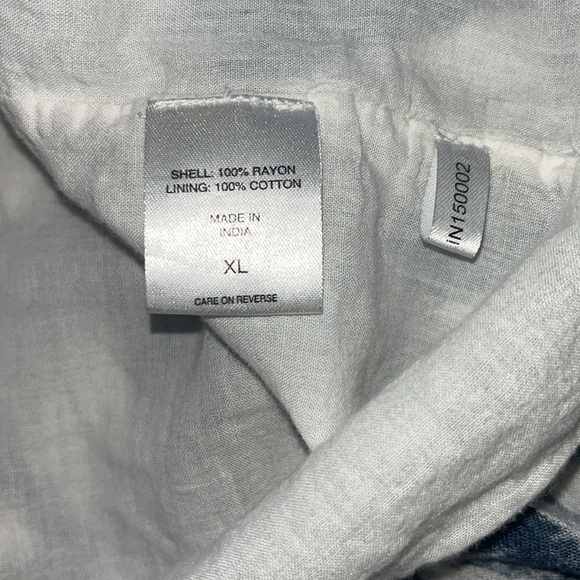 SHELL: 100% RAYON
LINING: 100% COTTON
MADE IN
INDIA
XL
CARE ON REVERSE
iN150002